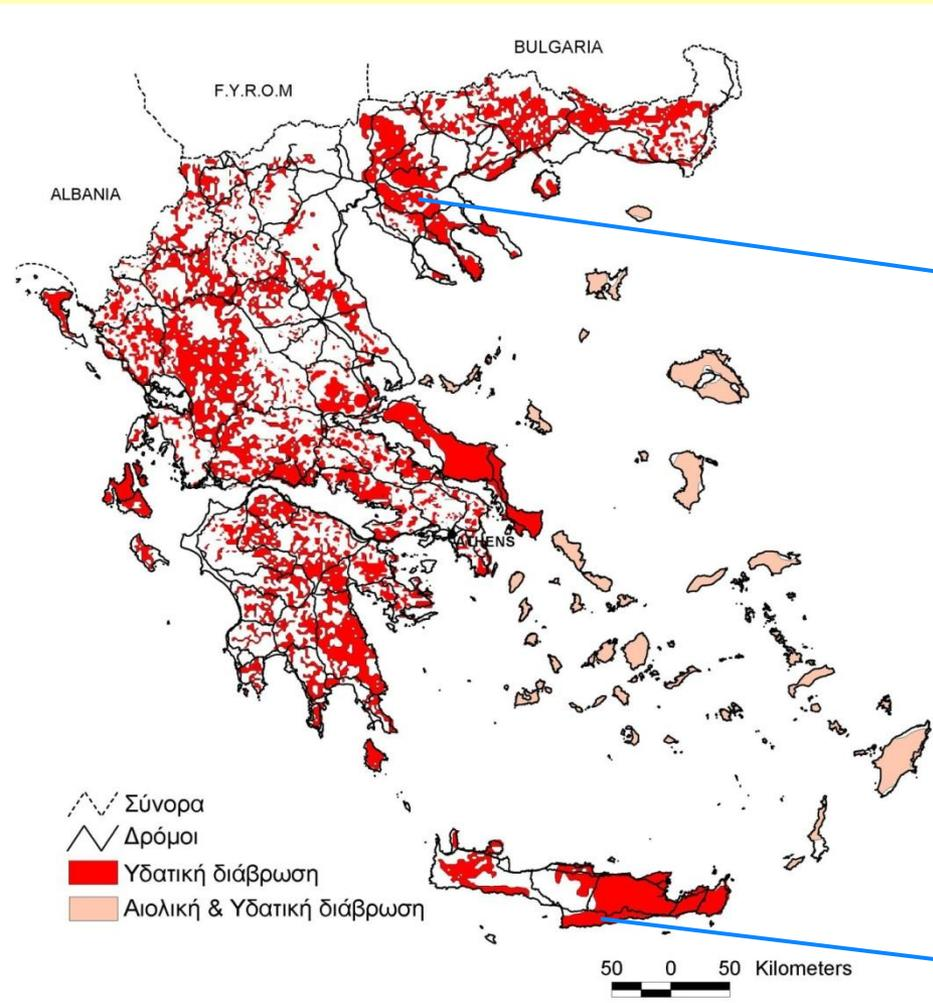 BULGARIA
F.Y.R.O.M
ALBANIA
ATHENS
Σύνορα
Δρόμοι
Υδατική διάβρωση
Αιολική & Υδατική διάβρωση
50 0 50 Kilometers